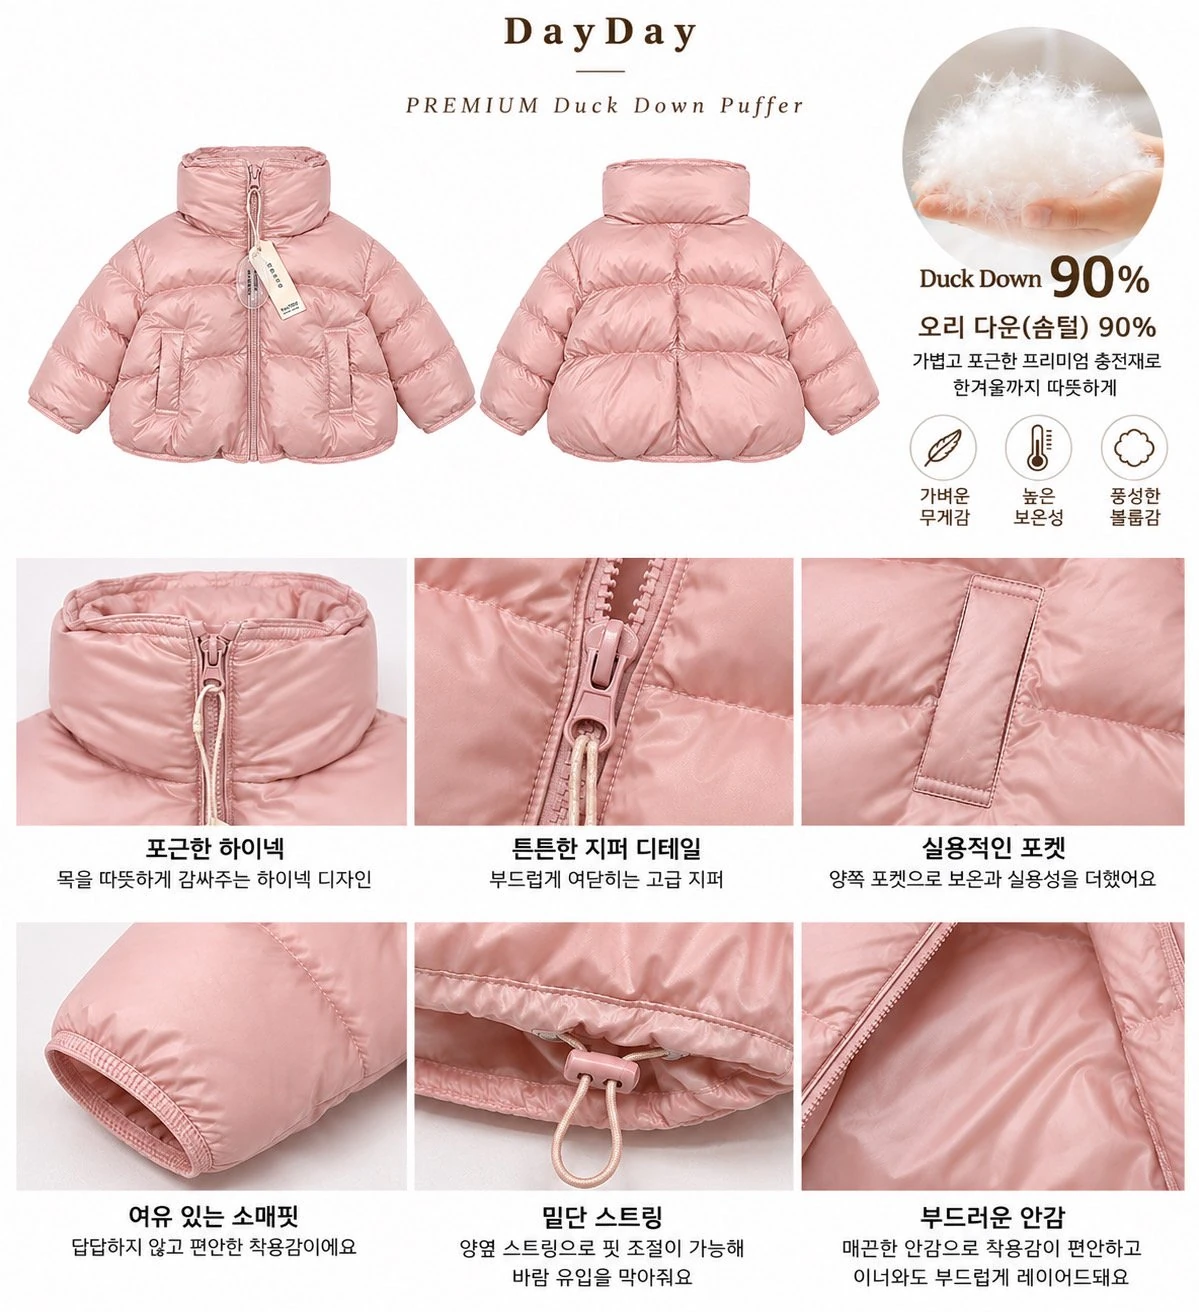 DayDay
PREMIUM Duck Down Puffer
Duck Down 90%
오리 다운(솜털) 90%
가볍고 포근한 프리미엄 충전재로
한겨울까지 따뜻하게
가벼운
무게감
높은
보온성
풍성한
볼륨감
포근한 하이넥
목을 따뜻하게 감싸주는 하이넥 디자인
튼튼한 지퍼 디테일
부드럽게 여닫히는 고급 지퍼
실용적인 포켓
양쪽 포켓으로 보온과 실용성을 더했어요
여유 있는 소매핏
답답하지 않고 편안한 착용감이에요
밑단 스트링
양옆 스트링으로 핏 조절이 가능해
바람 유입을 막아줘요
부드러운 안감
매끈한 안감으로 착용감이 편안하고
이너와도 부드럽게 레이어드돼요